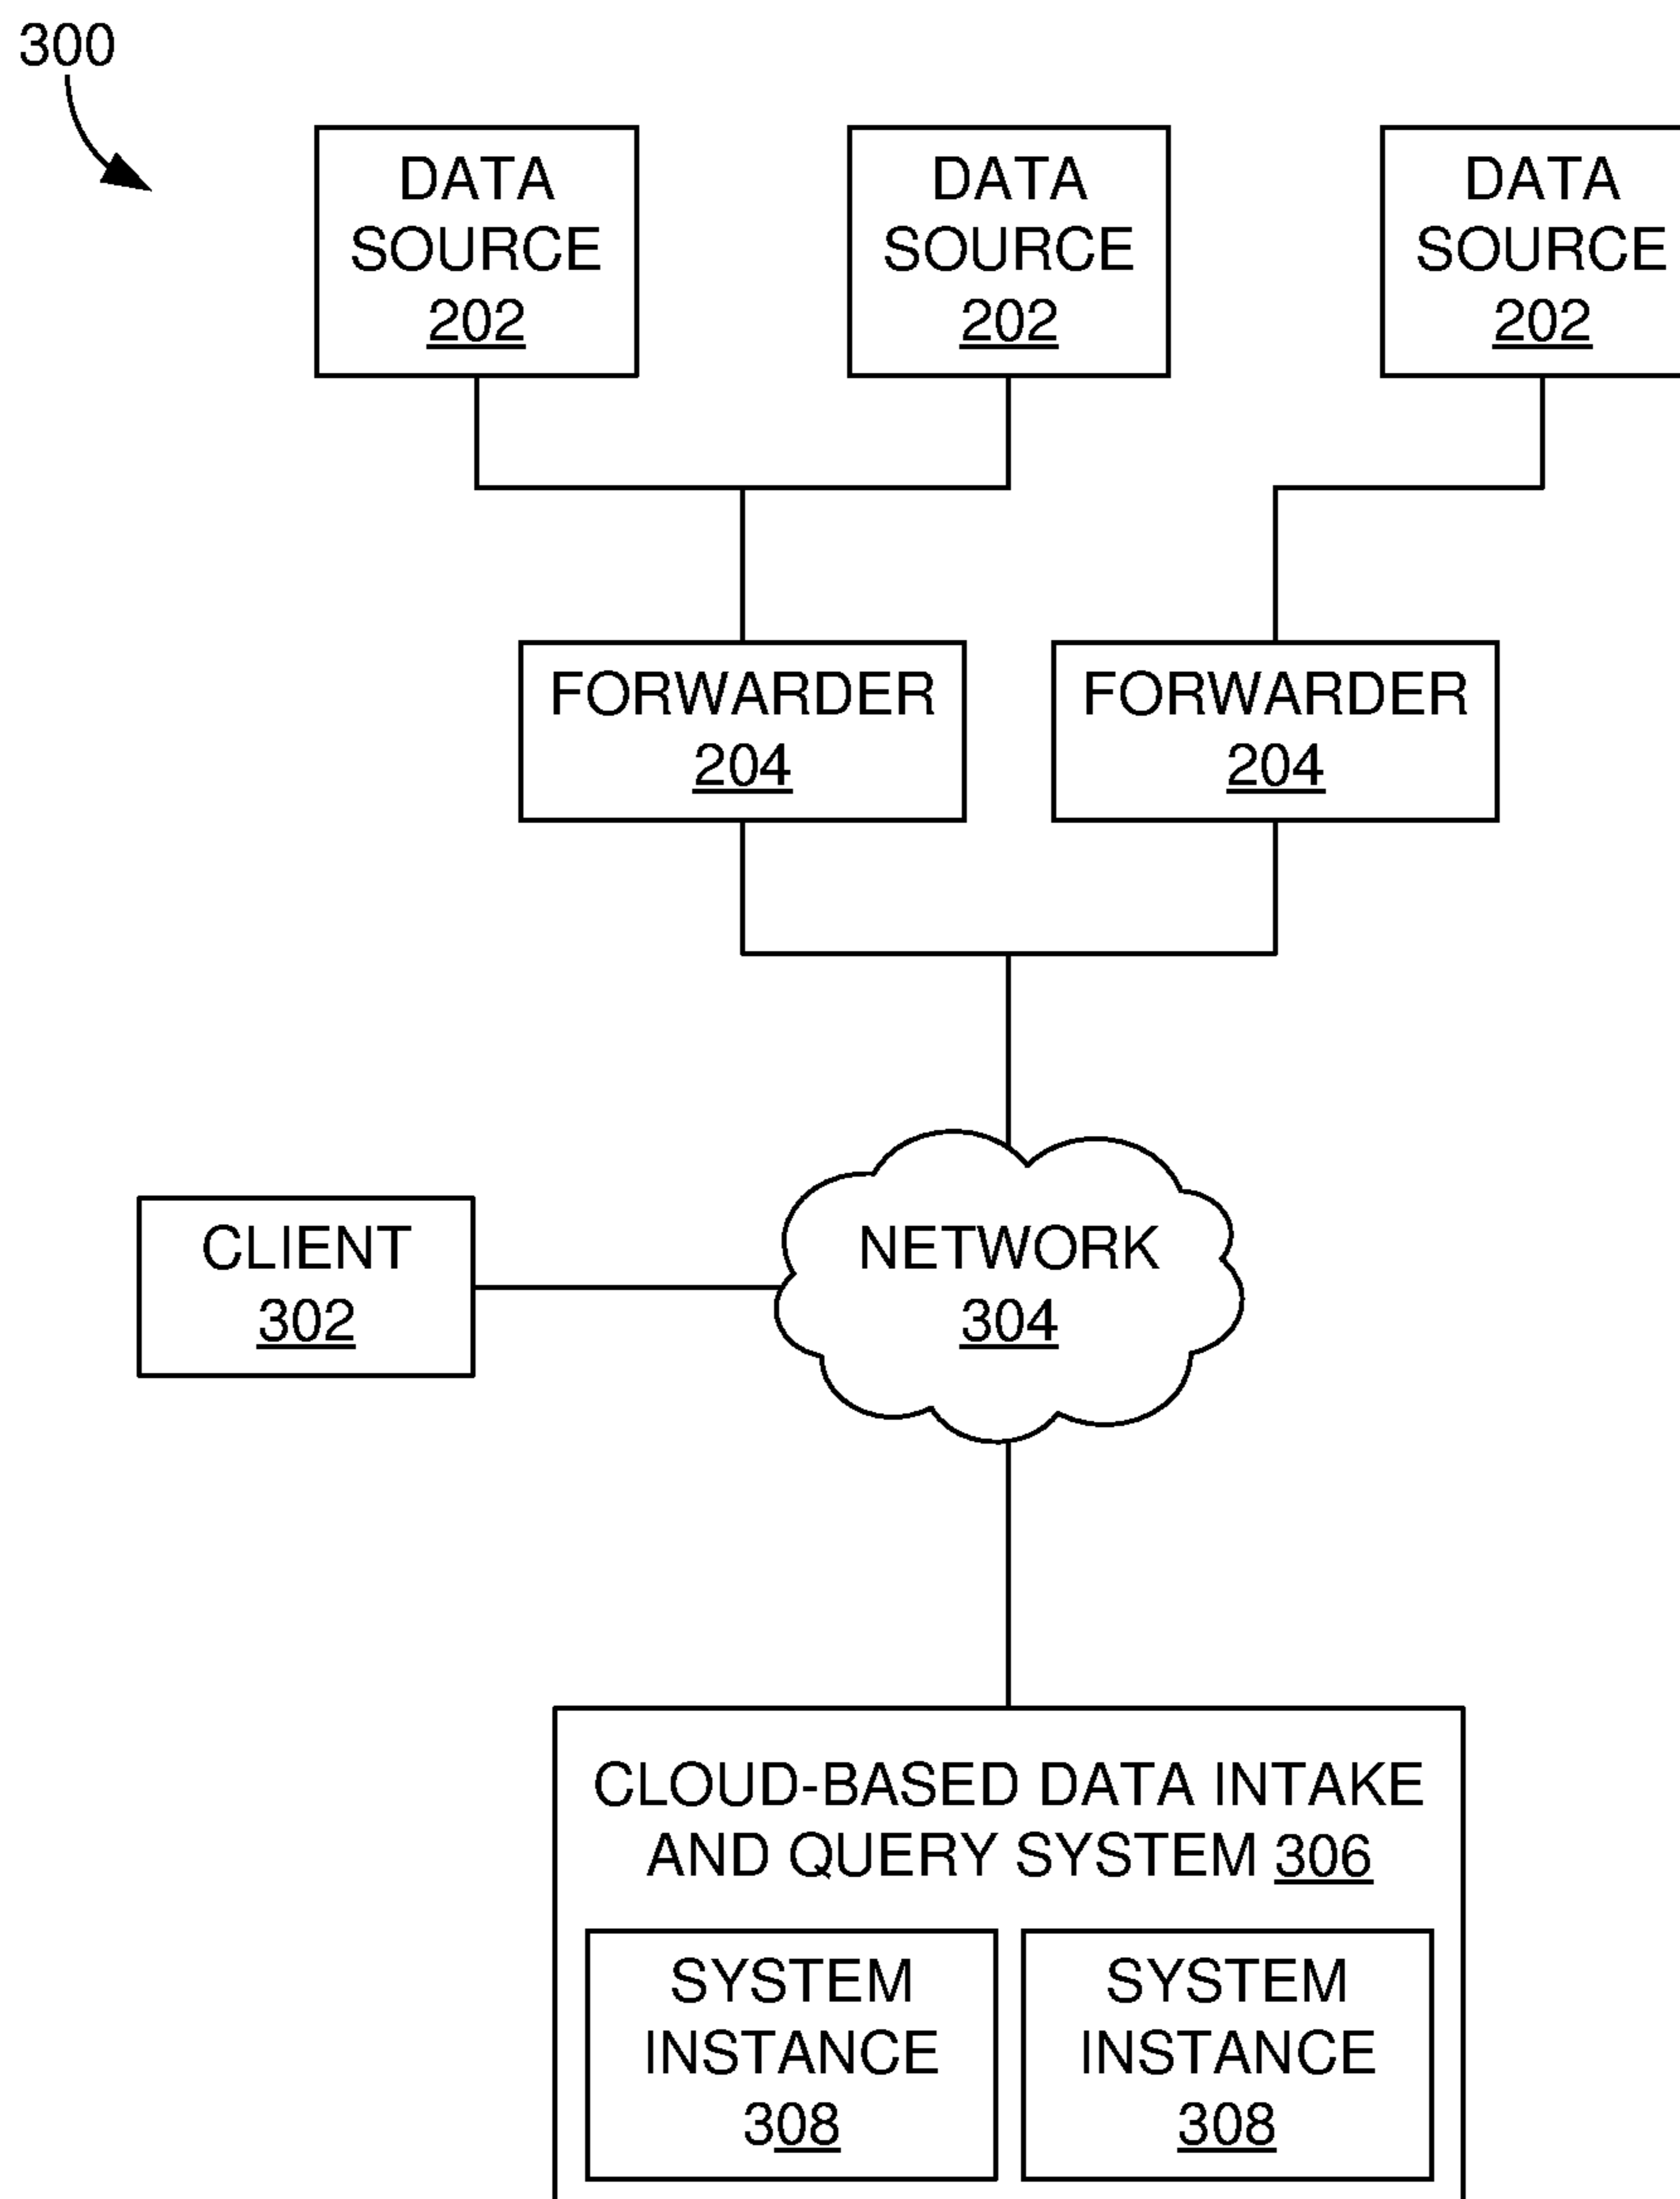 300
DATA
SOURCE
202
DATA
SOURCE
202
DATA
SOURCE
202
FORWARDER
204
FORWARDER
204
CLIENT
302
NETWORK
304
CLOUD-BASED DATA INTAKE
AND QUERY SYSTEM 306
SYSTEM
INSTANCE
308
SYSTEM
INSTANCE
308